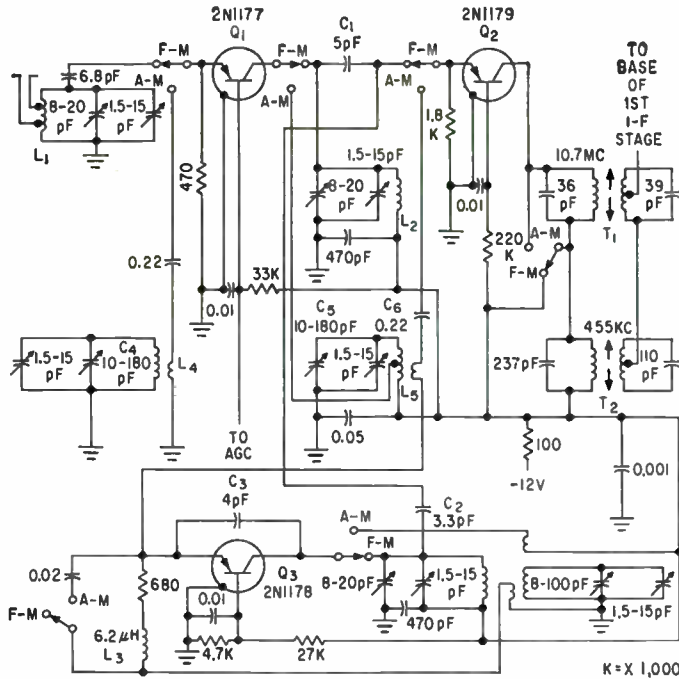 2N1177
Q1
C1
5pF
2N1179
Q2
F-M
F-M
F-M
6.8pF
A-M
A-M
A-M
TO
BASE
OF
1ST
I-F
STAGE
8-20
pF
1.5-15
pF
L1
470
1.8
K
1.5-15pF
8-20
pF
L2
470pF
0.01
10.7MC
36
pF
39
pF
T1
220
K
A-M
F-M
0.22
33K
0.01
C5
10-180pF
C6
0.22
1.5-15
pF
C4
10-180
pF
L4
1.5-15
pF
L5
455KC
237pF
110
pF
T2
0.05
TO
AGC
100
-12V
0.001
C3
4pF
C2
3.3pF
A-M
F-M
0.02
A-M
F-M
680
6.2µH
L3
Q3
2N1178
0.01
4.7K
27K
8-20pF
1.5-15
pF
470pF
8-100pF
1.5-15pF
K=X 1,000